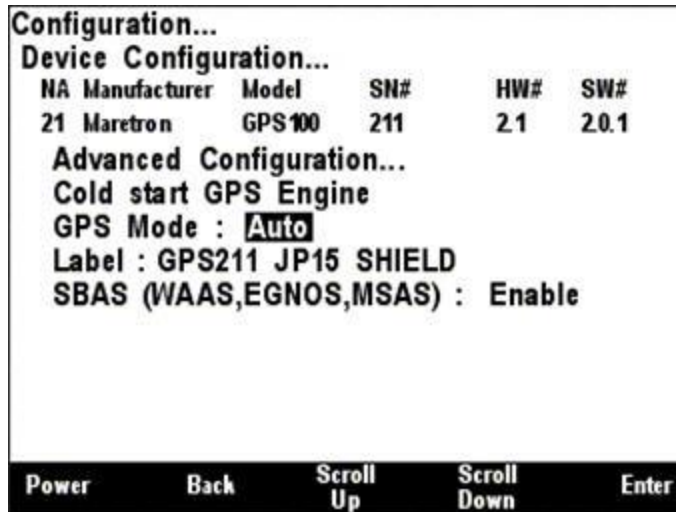 Configuration...
Device Configuration...
NA Manufacturer Model SN# HW# SW#
21 Maretron GPS100 211 2.1 2.0.1
Advanced Configuration...
Cold start GPS Engine
GPS Mode : Auto
Label : GPS211 JP15 SHIELD
SBAS (WAAS,EGNOS,MSAS) : Enable
Power Back Scroll Up Scroll Down Enter